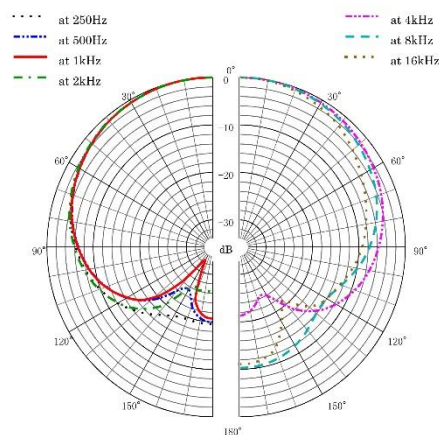 at 250Hz
at 500Hz
at 1kHz
at 2kHz
at 4kHz
at 8kHz
at 16kHz
0°
0
30°
30°
−10
60°
60°
−20
−30
90°
dB
90°
120°
120°
150°
150°
180°